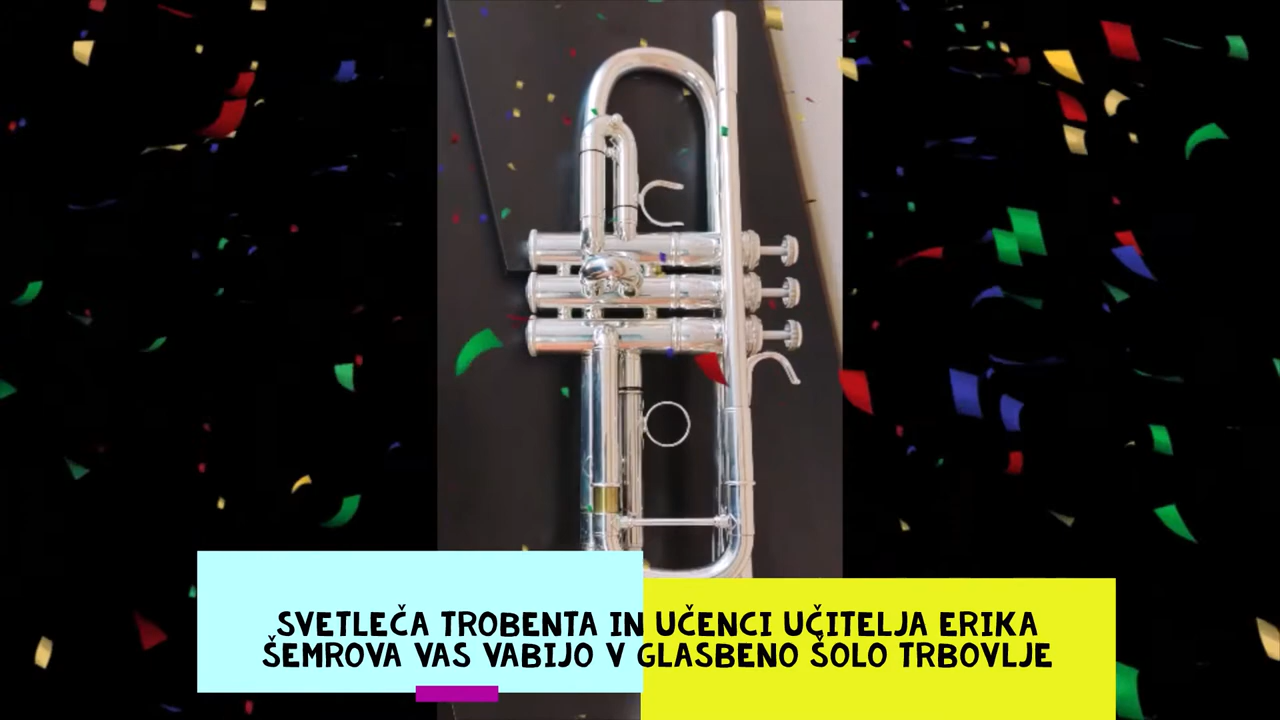 SVETLEČA TROBENTA IN UČENCI UČITELJA ERIKA
ŠEMROVA VAS VABIJO V GLASBENO ŠOLO TRBOVLJE